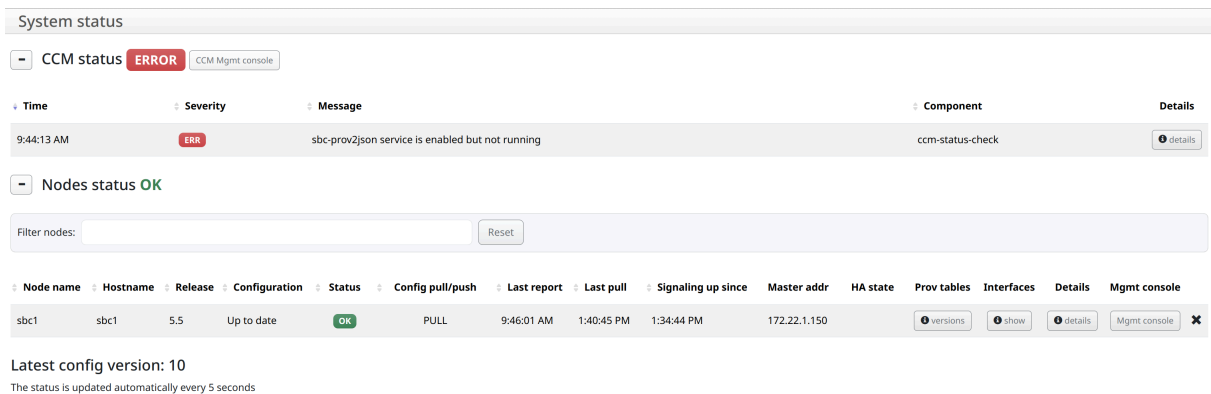 System status
- CCM status ERROR CCM Mgmt console
Time Severity Message Component Details
9:44:13 AM ERR sbc-prov2json service is enabled but not running ccm-status-check details
- Nodes status OK
Filter nodes: Reset
Node name Hostname Release Configuration Status Config pull/push Last report Last pull Signaling up since Master addr HA state Prov tables Interfaces Details Mgmt console
sbc1 sbc1 5.5 Up to date OK PULL 9:46:01 AM 1:40:45 PM 1:34:44 PM 172.22.1.150 versions show details Mgmt console
Latest config version: 10
The status is updated automatically every 5 seconds